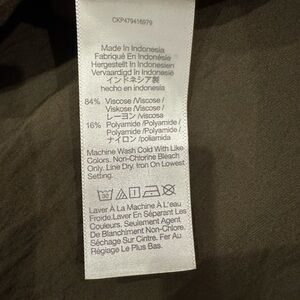 CKP479416979
Made In Indonesia
Fabriqué En Indonésie
Hergestellt In Indonesien
Vervaardigd In Indonesië
インドネシア製
hecho en indonesia
84% Viscose /Viscose /
Viskose /Viscose /
レーヨン /viscosa
16% Polyamide /Polyamide /
Polyamide /Polyamide /
ナイロン /poliamida
Machine Wash Cold With Like
Colors. Non-Chlorine Bleach
Only. Line Dry. Iron On Lowest
Setting.
30
Laver À La Machine À L'eau
Froide.Laver En Séparant Les
Couleurs. Seulement Agent
De Blanchiment Non-Chloré.
Séchage Sur Cintre. Fer Au
Réglage Le Plus Bas.